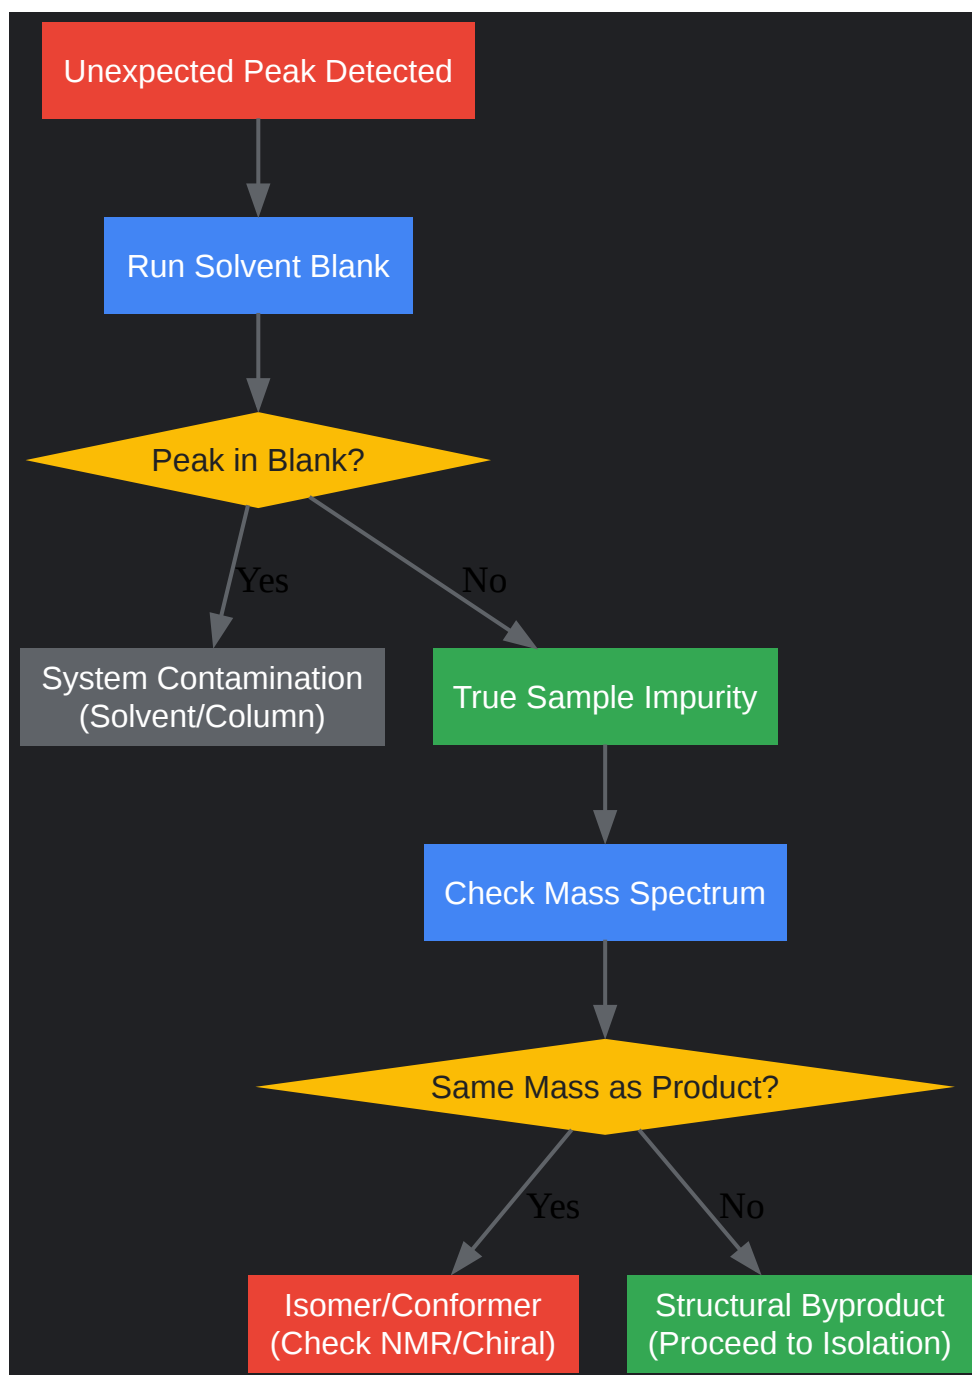 Unexpected Peak Detected
Run Solvent Blank
Peak in Blank?
Yes
No
System Contamination
(Solvent/Column)
True Sample Impurity
Check Mass Spectrum
Same Mass as Product?
Yes
No
Isomer/Conformer
(Check NMR/Chiral)
Structural Byproduct
(Proceed to Isolation)